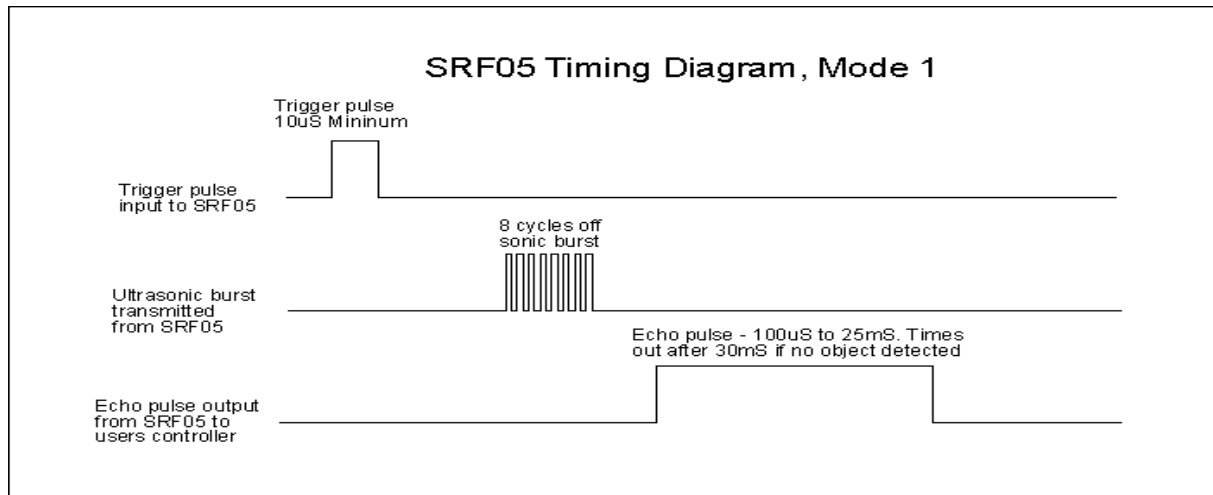 SRF05 Timing Diagram, Mode 1
Trigger pulse
10uS Mininum
Trigger pulse
input to SRF05
8 cycles off
sonic burst
Ultrasonic burst
transmitted
from SRF05
Echo pulse - 100uS to 25mS. Times
out after 30mS if no object detected
Echo pulse output
from SRF05 to
users controller